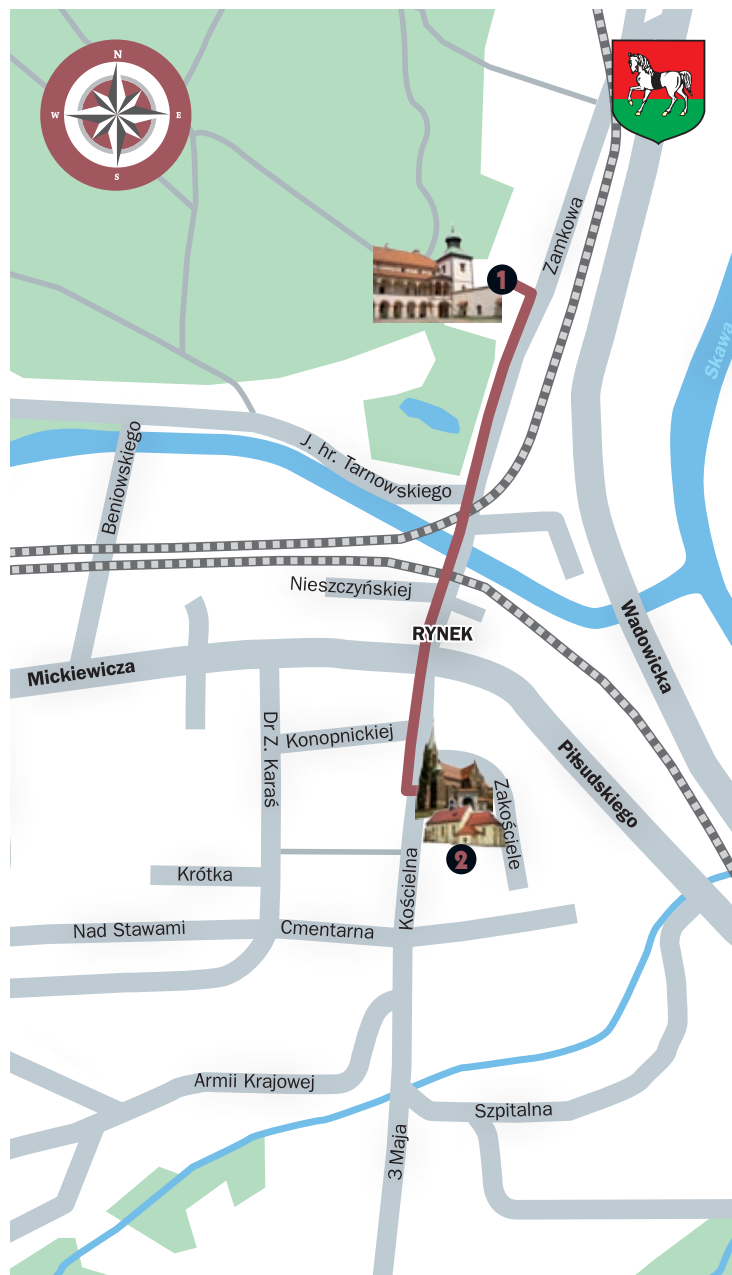 N
W
E
S
Zamkowa
1
Skawa
J. hr. Tarnowskiego
Beniowskiego
Nieszczyńskiej
RYNEK
Wadowicka
Mickiewicza
Dr Z. Karaś
Konopnickiej
Piłsudskiego
Zakościele
2
Kościelna
Krótka
Nad Stawami
Cmentarna
Armii Krajowej
Szpitalna
3 Maja